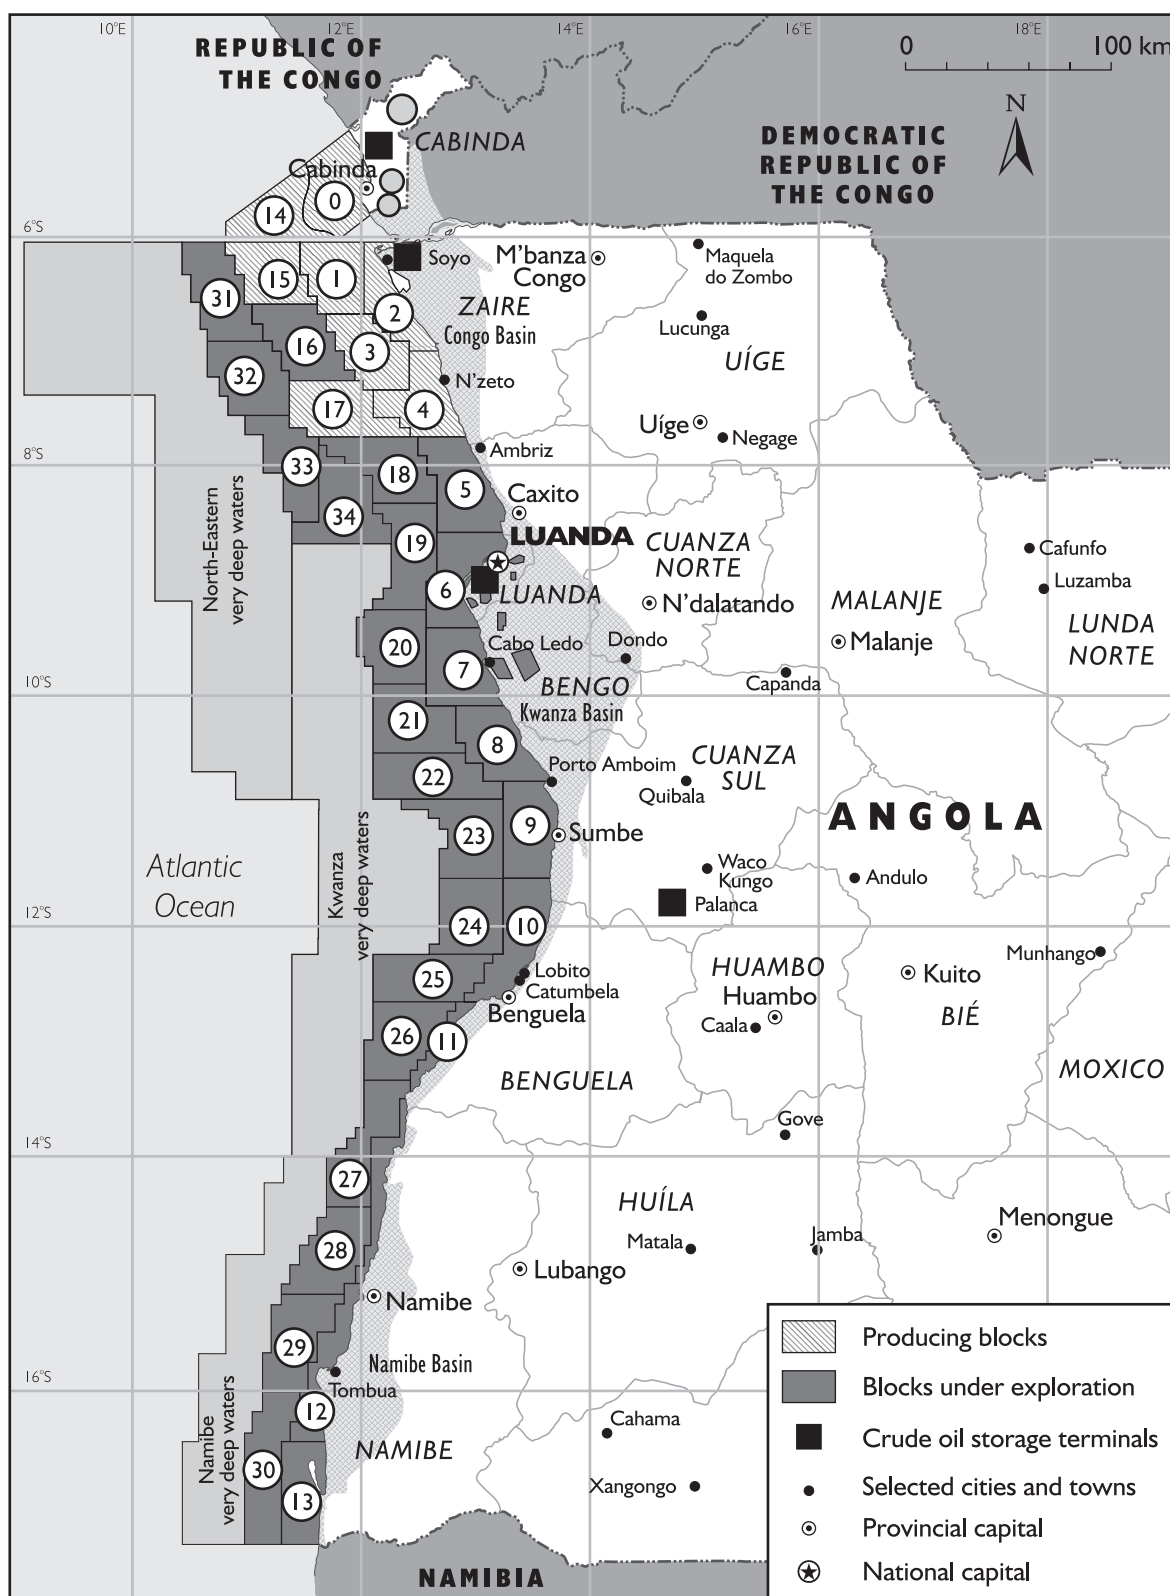 10°E
12°E
14°E
16°E
18°E
0
100 km
REPUBLIC OF
THE CONGO
N
DEMOCRATIC
REPUBLIC OF
THE CONGO
CABINDA
Cabinda
0
14
6°S
Soyo
M'banza
Congo
Maquela
do Zombo
15
1
31
2
ZAIRE
Congo Basin
Lucunga
16
3
UÍGE
32
N'zeto
17
4
Uíge
Negage
8°S
Ambriz
33
18
5
Caxito
34
19
LUANDA
CUANZA
NORTE
Cafunfo
North-Eastern
very deep waters
6
LUANDA
N'dalatando
MALANJE
Luzamba
LUNDA
NORTE
20
7
Cabo Ledo
Dondo
Malanje
10°S
BENGO
Kwanza Basin
Capanda
21
8
22
Porto Amboim
CUANZA
SUL
Quibala
23
9
Sumbe
ANGOLA
Atlantic
Ocean
Kwanza
very deep waters
Waco
Kungo
Andulo
Palanca
12°S
24
10
25
Lobito
Catumbela
Benguela
HUAMBO
Huambo
Kuito
Munhango
26
11
Caala
BIÉ
BENGUELA
MOXICO
14°S
Gove
27
HUÍLA
Menongue
28
Matala
Jamba
Lubango
Namibe
29
Namibe Basin
Tombua
16°S
12
Namibe
very deep waters
Cahama
NAMIBE
30
13
Xangongo
NAMIBIA
Producing blocks
Blocks under exploration
Crude oil storage terminals
Selected cities and towns
Provincial capital
National capital